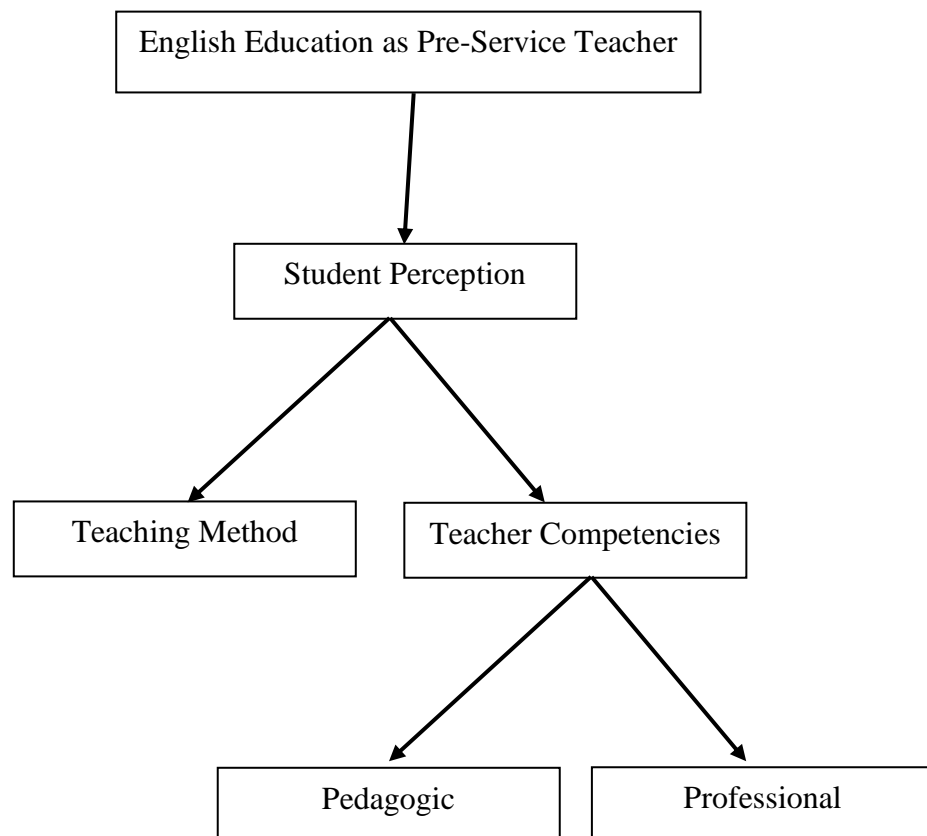 English Education as Pre-Service Teacher
Student Perception
Teaching Method
Teacher Competencies
Pedagogic
Professional